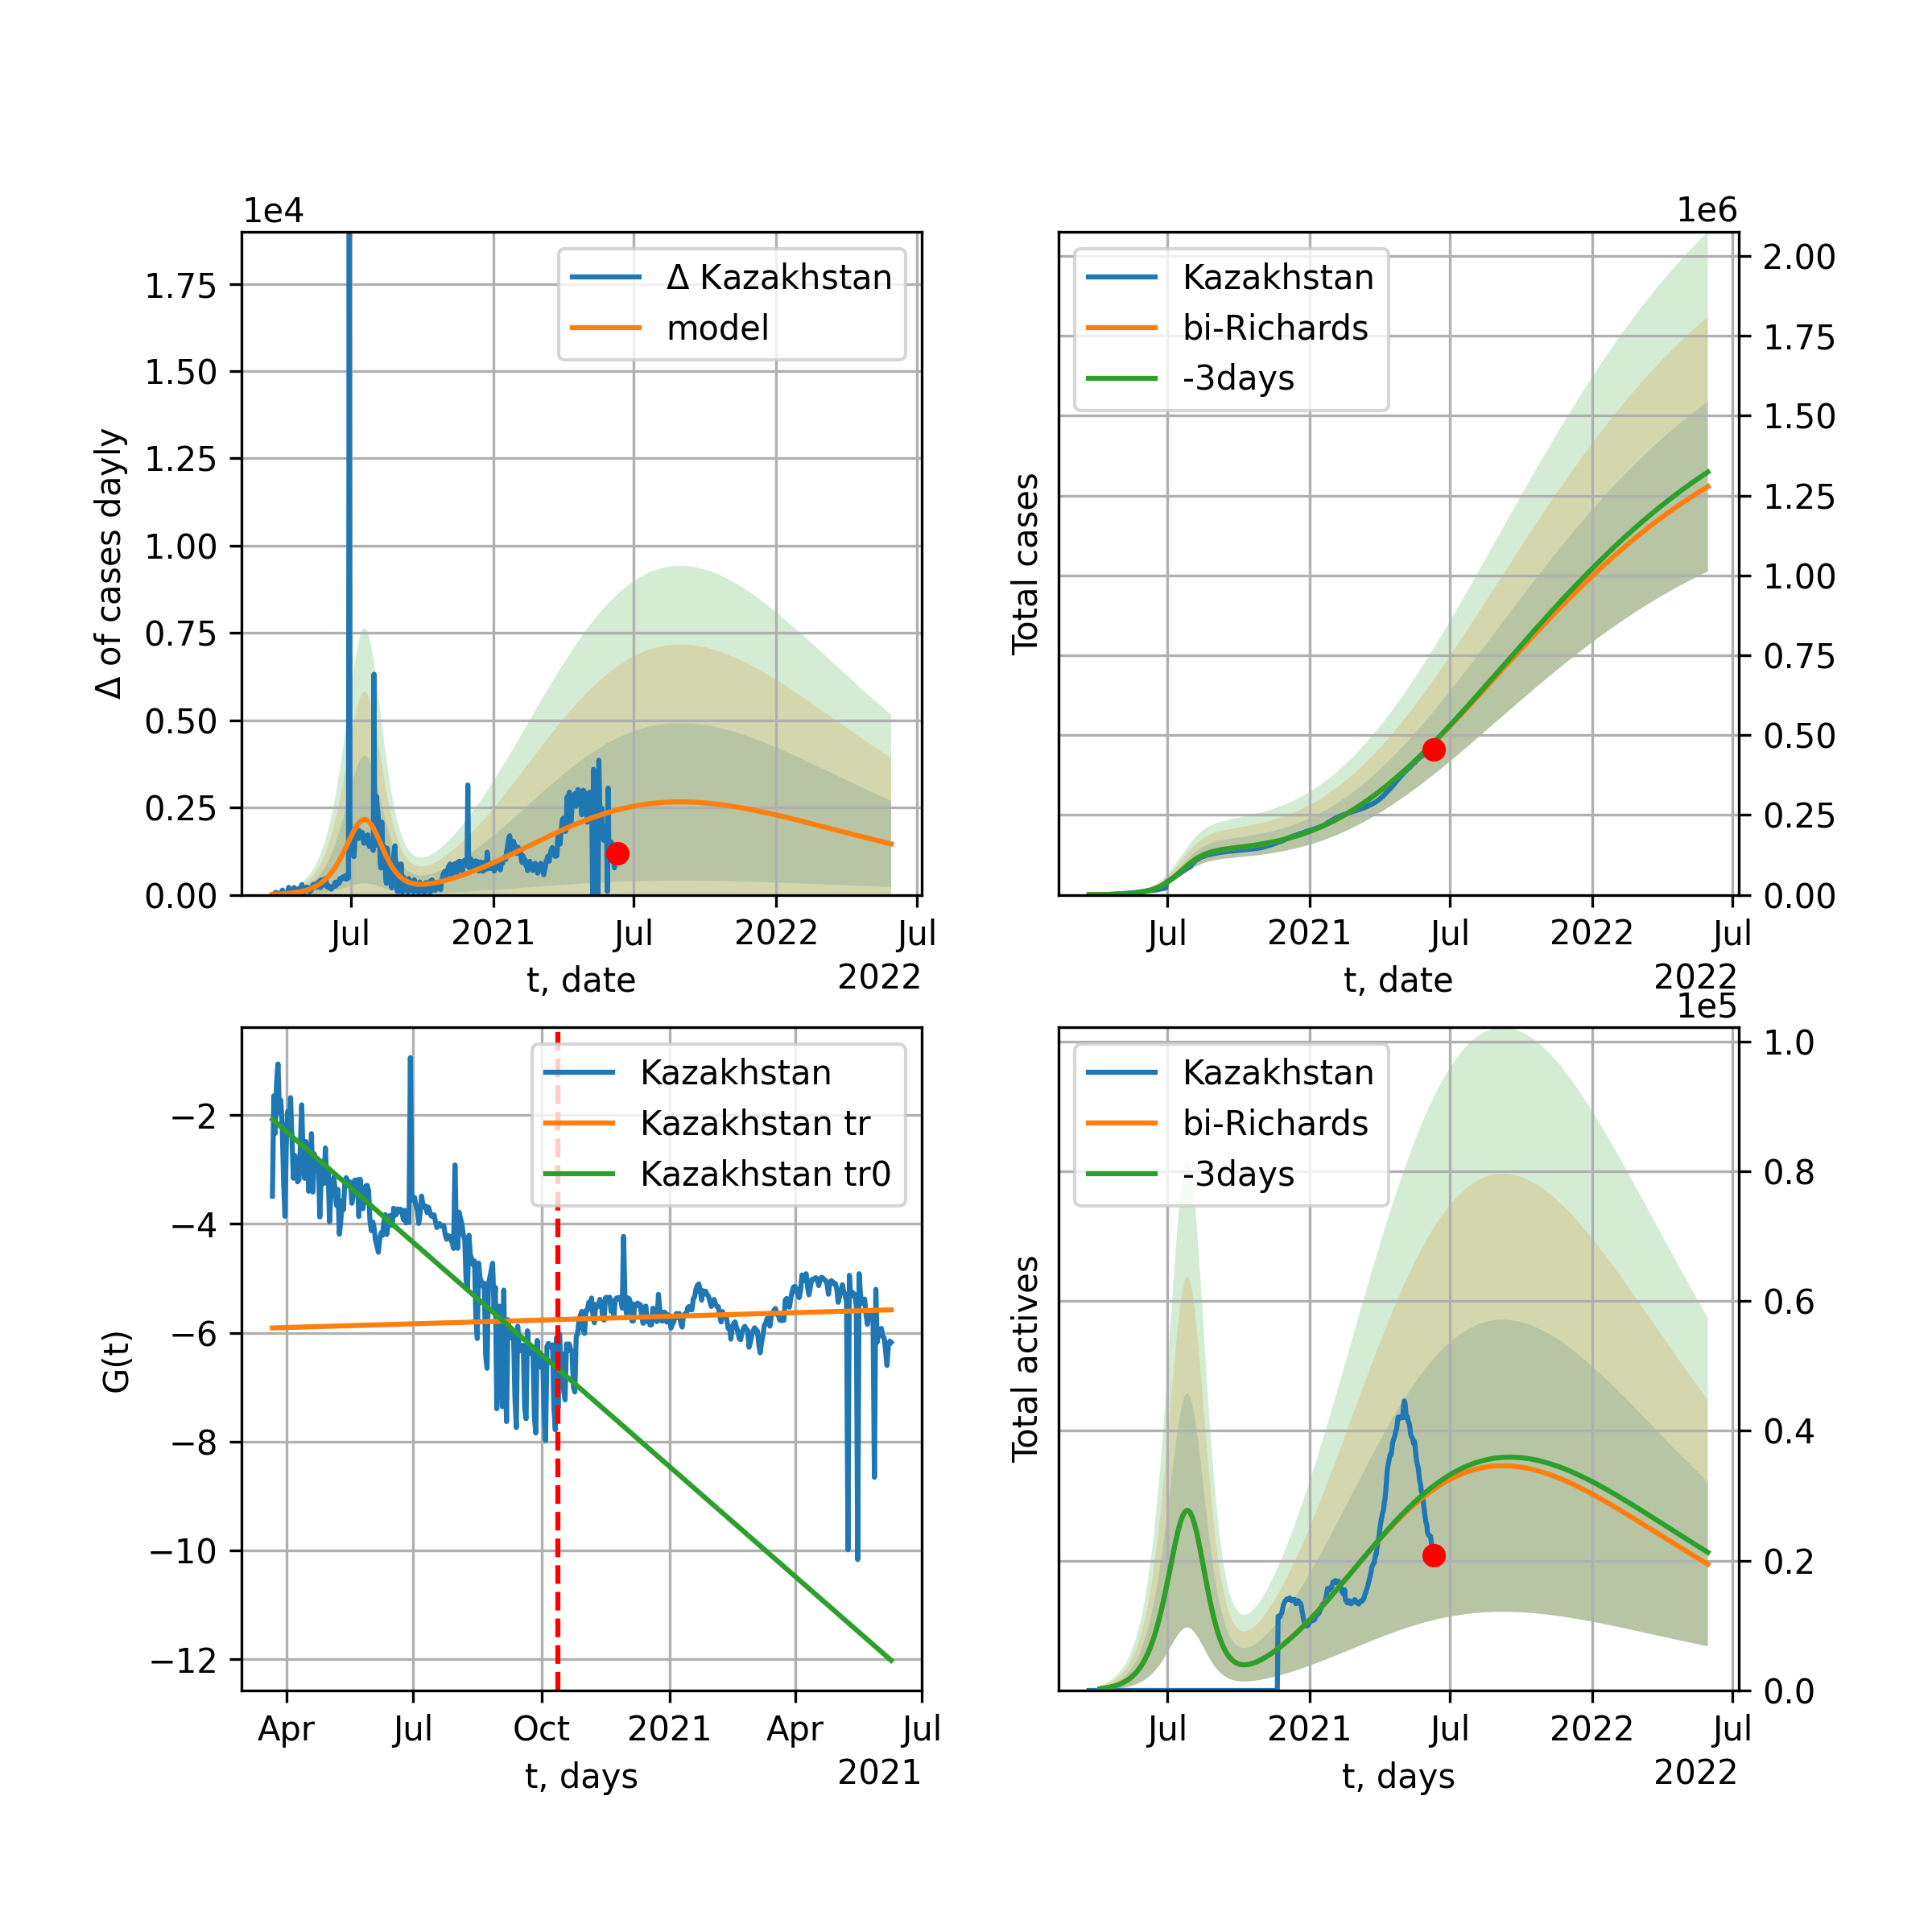 1e4
Δ of cases dayly
1.75
1.50
1.25
1.00
0.75
0.50
0.25
0.00
Δ Kazakhstan
model
Jul 2021 Jul 2022 Jul
2022
t, date
1e6
Total cases
Kazakhstan
bi-Richards
-3days
2.00
1.75
1.50
1.25
1.00
0.75
0.50
0.25
0.00
Jul 2021 Jul 2022 Jul
2022
t, date
G(t)
−2
−4
−6
−8
−10
−12
Kazakhstan
Kazakhstan tr
Kazakhstan tr0
Apr Jul Oct 2021 Apr Jul
2021
t, days
1e5
Total actives
Kazakhstan
bi-Richards
-3days
1.0
0.8
0.6
0.4
0.2
0.0
Jul 2021 Jul 2022 Jul
2022
t, days